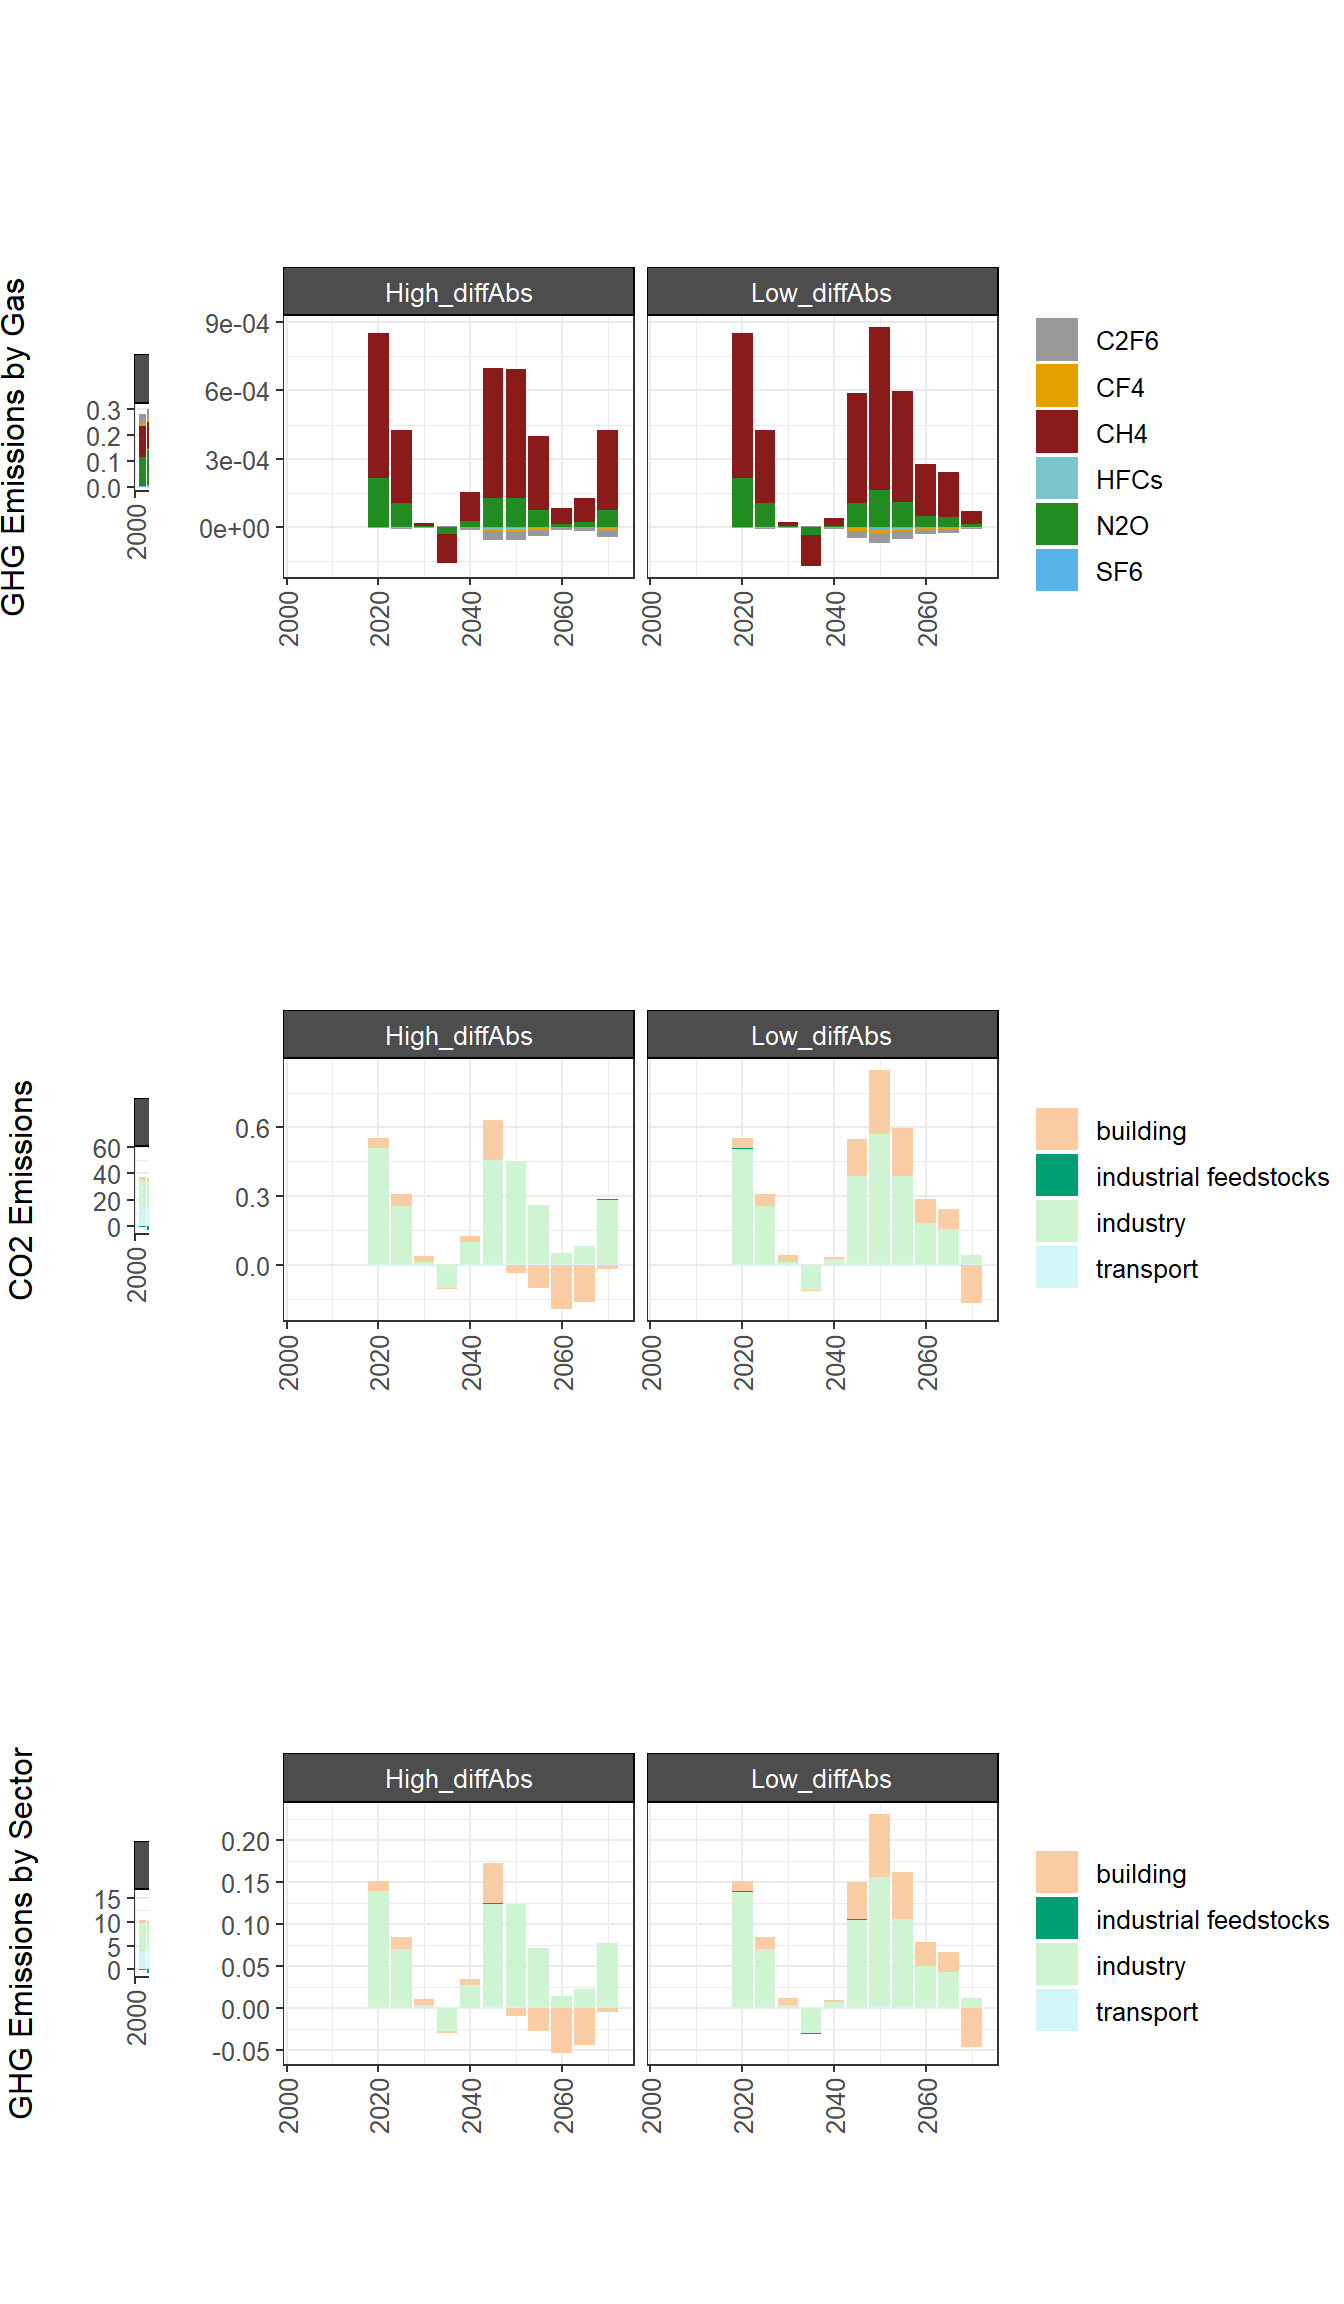 GHG Emissions by Gas
0.3
0.2
0.1
0.0
2000
High_diffAbs
Low_diffAbs
9e-04
6e-04
3e-04
0e+00
2000
2020
2040
2060
2000
2020
2040
2060
C2F6
CF4
CH4
HFCs
N2O
SF6
CO2 Emissions
60
40
20
0
2000
High_diffAbs
Low_diffAbs
0.6
0.3
0.0
2000
2020
2040
2060
2000
2020
2040
2060
building
industrial feedstocks
industry
transport
GHG Emissions by Sector
15
10
5
0
2000
High_diffAbs
Low_diffAbs
0.20
0.15
0.10
0.05
0.00
-0.05
2000
2020
2040
2060
2000
2020
2040
2060
building
industrial feedstocks
industry
transport